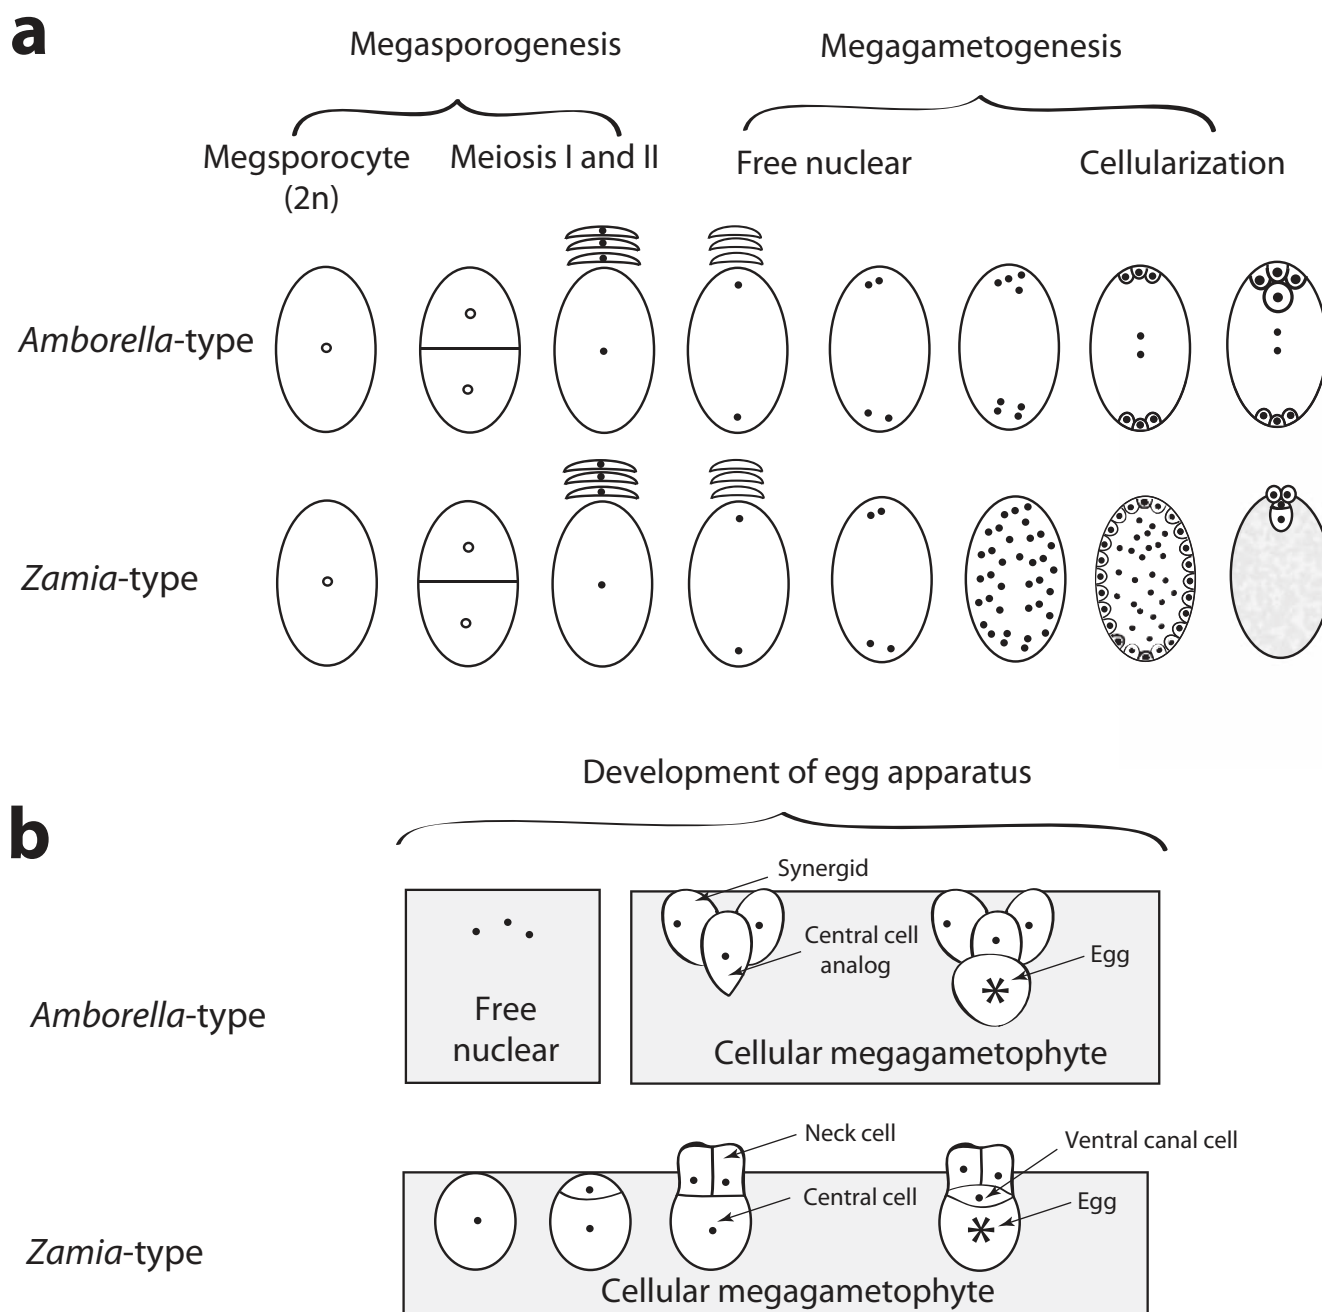 a
Megasporogenesis
Megagametogenesis
Megsporocyte
(2n)
Meiosis I and II
Free nuclear
Cellularization
Amborella-type
Zamia-type
Development of egg apparatus
b
Synergid
Central cell
analog
Egg
Free
nuclear
Cellular megagametophyte
Amborella-type
Neck cell
Ventral canal cell
Central cell
Egg
Zamia-type
Cellular megagametophyte